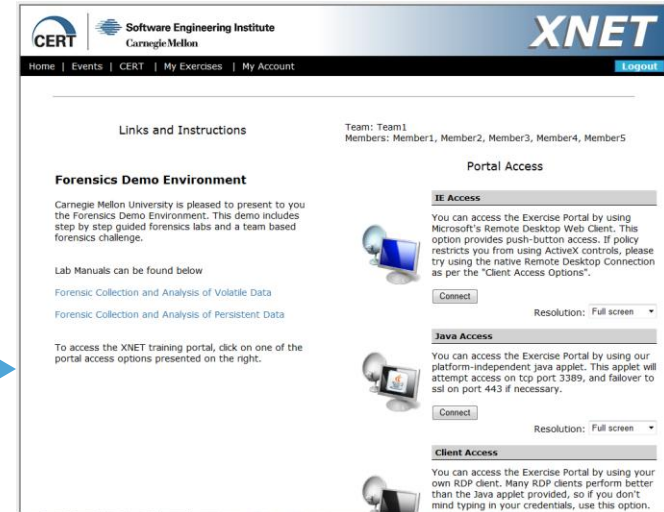 CERT
Software Engineering Institute
Carnegie Mellon
XNET
Home | Events | CERT | My Exercises | My Account
Logout
Links and Instructions
Forensics Demo Environment
Carnegie Mellon University is pleased to present to you
the Forensics Demo Environment. This demo includes
step by step guided forensics labs and a team based
forensics challenge.
Lab Manuals can be found below
Forensic Collection and Analysis of Volatile Data
Forensic Collection and Analysis of Persistent Data
To access the XNET training portal, click on one of the
portal access options presented on the right.
Team: Team1
Members: Member1, Member2, Member3, Member4, Member5
Portal Access
IE Access
You can access the Exercise Portal by using
Microsoft's Remote Desktop Web Client. This
option provides push-button access. If policy
restricts you from using ActiveX controls, please
try using the native Remote Desktop Connection
as per the "Client Access Options".
Connect
Resolution: Full screen
Java Access
You can access the Exercise Portal by using our
platform-independent java applet. This applet will
attempt access on tcp port 3389, and failover to
ssl on port 443 if necessary.
Connect
Resolution: Full screen
Client Access
You can access the Exercise Portal by using your
own RDP client. Many RDP clients perform better
than the Java applet provided, so if you don't
mind typing in your credentials, use this option.